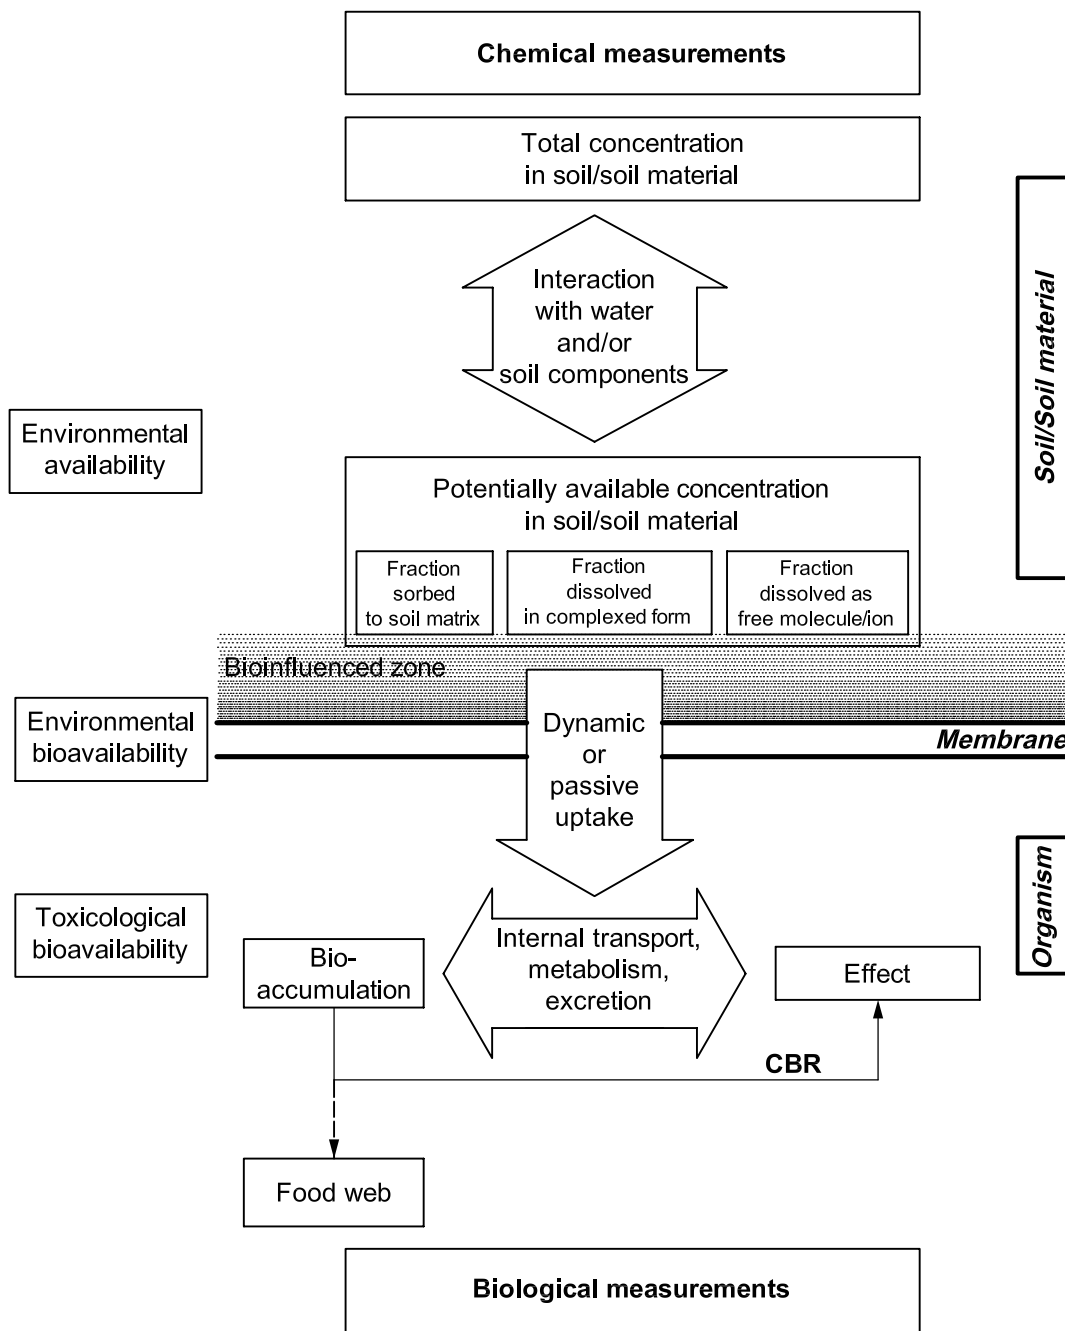 Chemical measurements
Total concentration
in soil/soil material
Interaction
with water
and/or
soil components
Soil/Soil material
Environmental
availability
Potentially available concentration
in soil/soil material
Fraction
sorbed
to soil matrix
Fraction
dissolved
in complexed form
Fraction
dissolved as
free molecule/ion
Bioinfluenced zone
Environmental
bioavailability
Dynamic
or
passive
uptake
Membrane
Organism
Toxicological
bioavailability
Bio-
accumulation
Internal transport,
metabolism,
excretion
Effect
CBR
Food web
Biological measurements